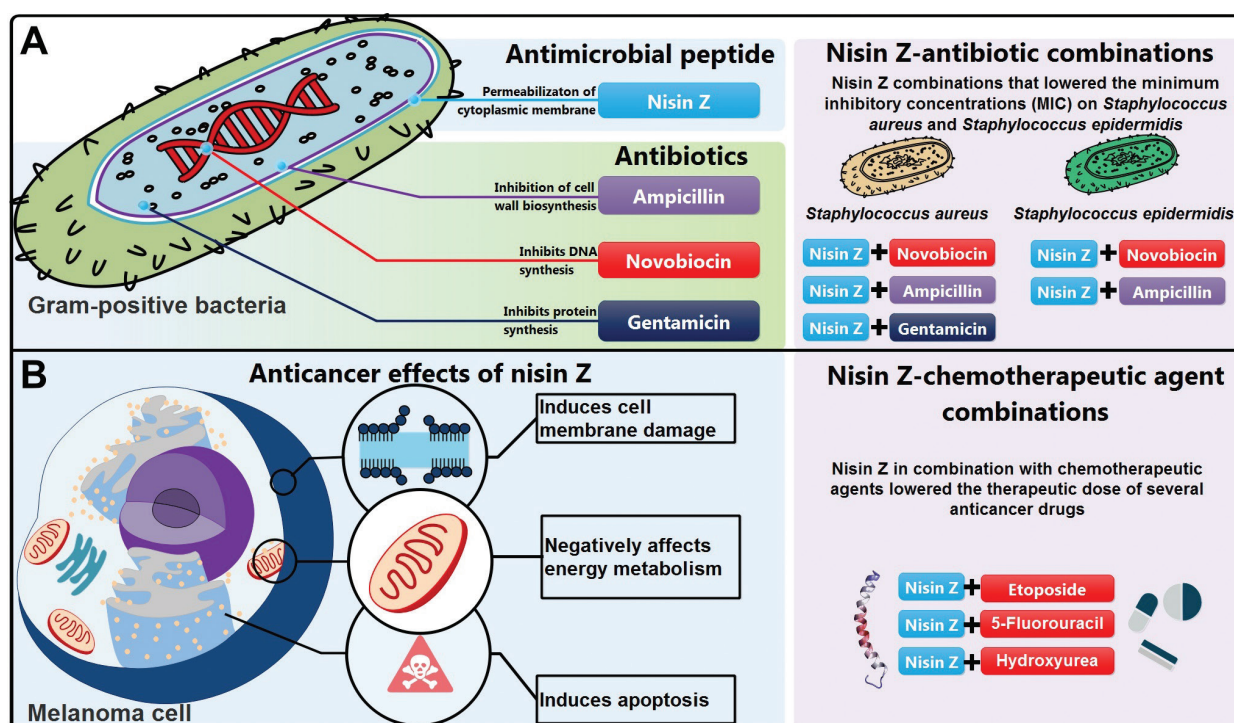 A
Antimicrobial peptide
Permeabilizaton of
cytoplasmic membrane
Nisin Z
Antibiotics
Inhibition of cell
wall biosynthesis
Ampicillin
Inhibits DNA
synthesis
Novobiocin
Inhibits protein
synthesis
Gentamicin
Gram-positive bacteria
Nisin Z-antibiotic combinations
Nisin Z combinations that lowered the minimum
inhibitory concentrations (MIC) on Staphylococcus
aureus and Staphylococcus epidermidis
Staphylococcus aureus
Staphylococcus epidermidis
Nisin Z + Novobiocin
Nisin Z + Ampicillin
Nisin Z + Gentamicin
Nisin Z + Novobiocin
Nisin Z + Ampicillin
B
Anticancer effects of nisin Z
Induces cell
membrane damage
Negatively affects
energy metabolism
Induces apoptosis
Melanoma cell
Nisin Z-chemotherapeutic agent
combinations
Nisin Z in combination with chemotherapeutic
agents lowered the therapeutic dose of several
anticancer drugs
Nisin Z + Etoposide
Nisin Z + 5-Fluorouracil
Nisin Z + Hydroxyurea